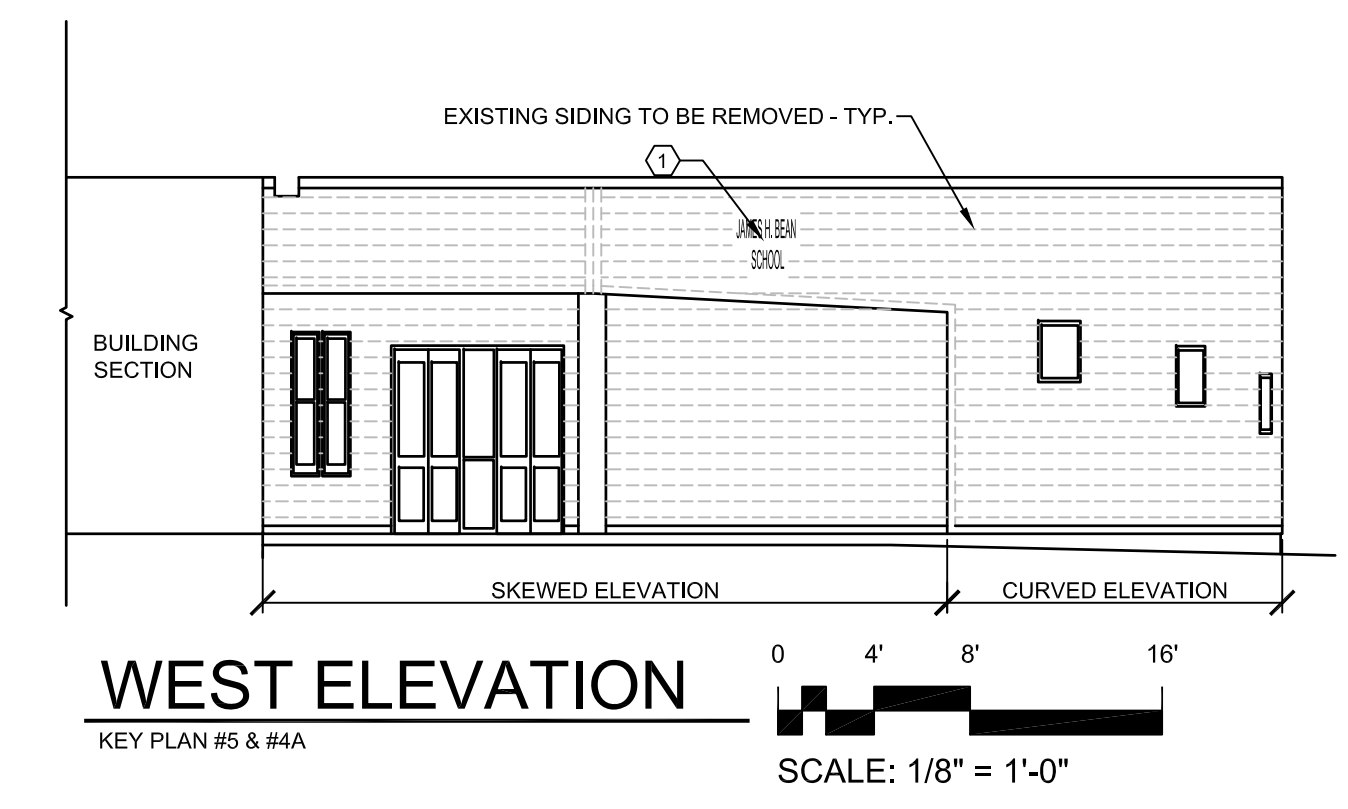 EXISTING SIDING TO BE REMOVED - TYP.
1
JAMES H. BEAN
SCHOOL
BUILDING
SECTION
SKEWED ELEVATION
CURVED ELEVATION
WEST ELEVATION
KEY PLAN #5 & #4A
0 4' 8' 16'
SCALE: 1/8" = 1'-0"